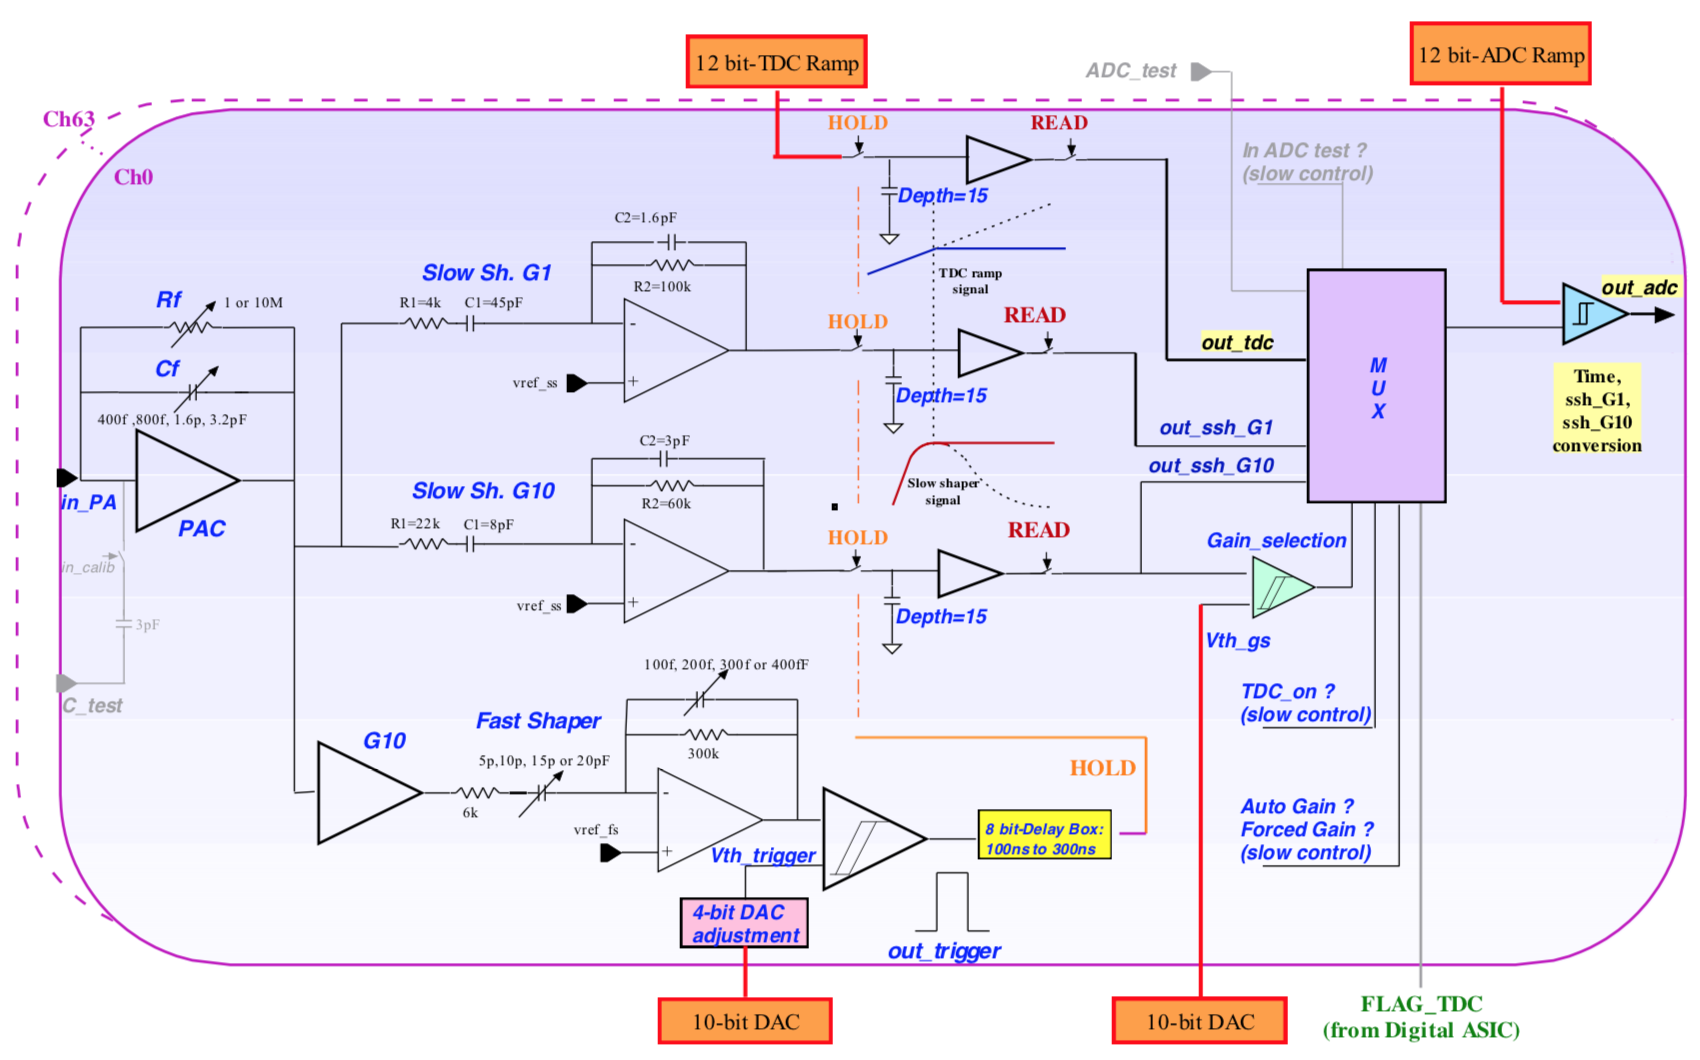 12 bit-TDC Ramp
12 bit-ADC Ramp
ADC_test
Ch63
Ch0
HOLD
READ
In ADC test ?
(slow control)
Depth=15
C2=1.6pF
Slow Sh. G1
R2=100k
TDC ramp
signal
Rf
1 or 10M
R1=4k
C1=45pF
-
HOLD
READ
out_adc
out_tdc
Cf
vref_ss
+
Depth=15
M
U
X
Time,
ssh_G1,
ssh_G10
conversion
400f ,800f, 1.6p, 3.2pF
out_ssh_G1
C2=3pF
out_ssh_G10
Slow Sh. G10
R2=60k
Slow shaper
signal
in_PA
PAC
R1=22k
C1=8pF
-
HOLD
READ
Gain_selection
in_calib
vref_ss
+
Depth=15
3pF
Vth_gs
100f, 200f, 300f or 400fF
C_test
TDC_on ?
(slow control)
Fast Shaper
G10
300k
5p,10p, 15p or 20pF
HOLD
6k
-
vref_fs
+
Auto Gain ?
Forced Gain ?
(slow control)
8 bit-Delay Box:
100ns to 300ns
Vth_trigger
4-bit DAC
adjustment
out_trigger
10-bit DAC
10-bit DAC
FLAG_TDC
(from Digital ASIC)